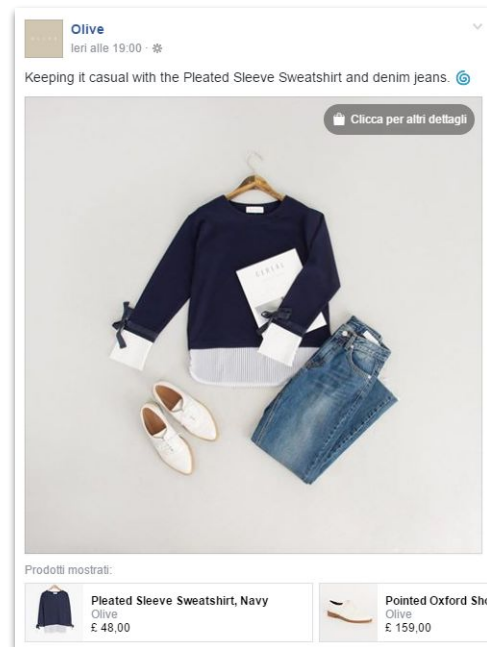 Olive
Ieri alle 19:00 ·
Keeping it casual with the Pleated Sleeve Sweatshirt and denim jeans.
Clicca per altri dettagli
CEREAL
Prodotti mostrati:
Pleated Sleeve Sweatshirt, Navy
Olive
£ 48,00
Pointed Oxford Sho
Olive
£ 159,00